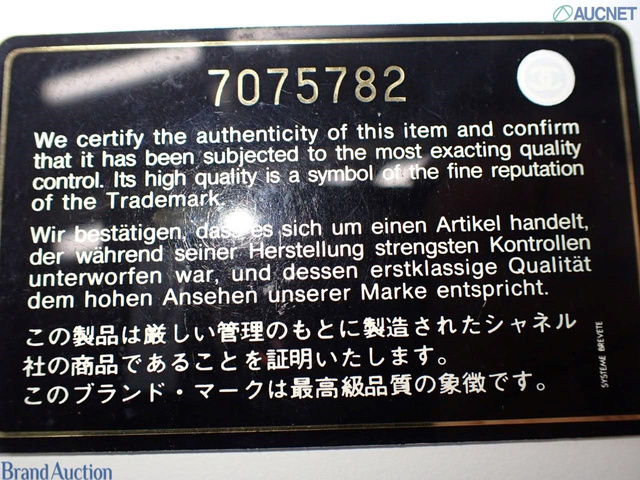 AUCNET
7075782
We certify the authenticity of this item and confirm
that it has been subjected to the most exacting quality
control. Its high quality is a symbol of the fine reputation
of the Trademark.
Wir bestätigen, dass es sich um einen Artikel handelt,
der während seiner Herstellung strengsten Kontrollen
unterworfen war, und dessen erstklassige Qualität
dem hohen Ansehen unserer Marke entspricht.
この製品は厳しい管理のもとに製造されたシャネル
社の商品であることを証明いたします。
このブランド・マークは最高級品質の象徴です。
SYSTEME BREVETE
Brand Auction